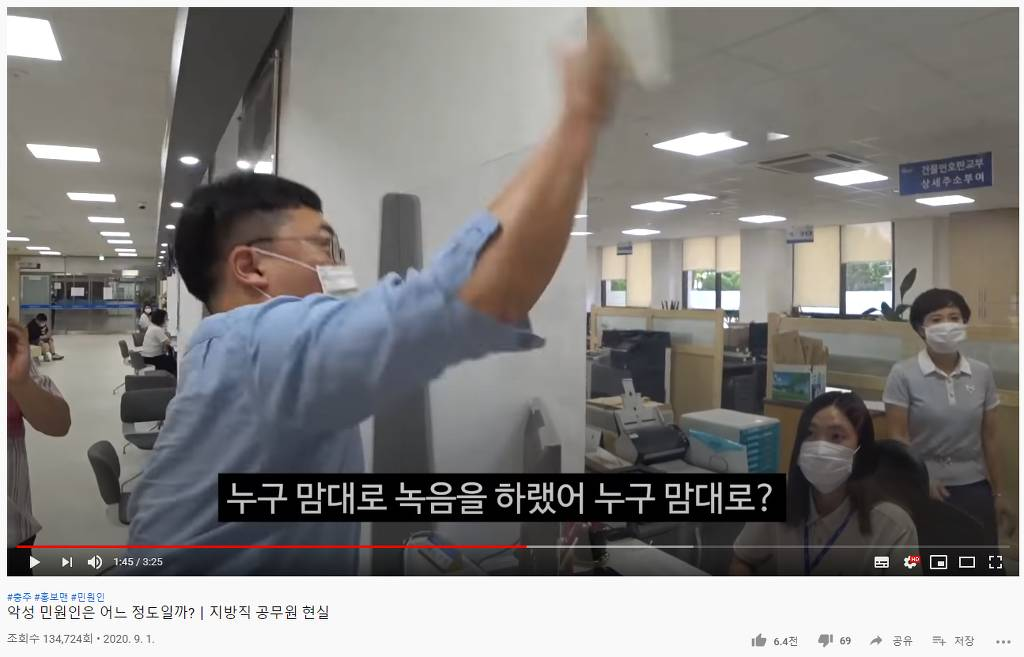 건물번호판교부
상세주소부여
누구 맘대로 녹음을 하랬어 누구 맘대로?
1:45 / 3:25
HD
#충주 #홍보맨 #민원인
악성 민원인은 어느 정도일까? | 지방직 공무원 현실
조회수 134,724회 • 2020. 9. 1.
6.4천
69
공유
저장